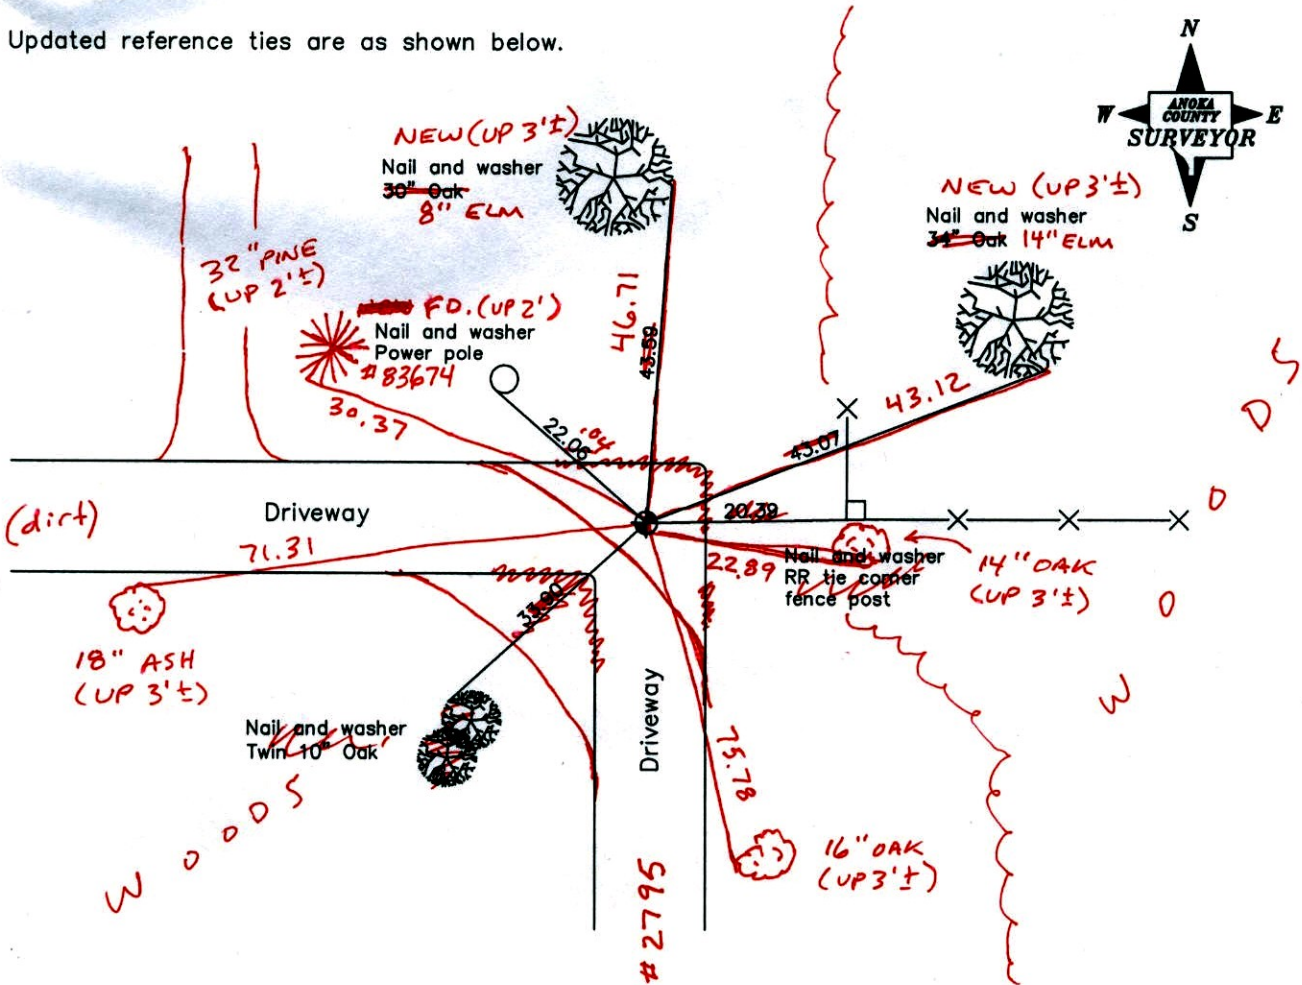 Updated reference ties are as shown below.
N
W
ANOKA
COUNTY
E
SURVEYOR
S
NEW (UP 3'±)
Nail and washer
30" Oak
8" ELM
NEW (UP 3'±)
Nail and washer
34" Oak 14" ELM
32" PINE
(UP 2'±)
FD. (UP 2')
Nail and washer
Power pole
#83674
46.71
43.59
30.37
22.06
.04
43.12
43.07
(dirt)
Driveway
71.31
20.39
22.89
Nail and washer
RR tie corner
fence post
14" OAK
(UP 3'±)
WOODS
33.90
18" ASH
(UP 3'±)
Nail and washer
Twin 10" Oak
WOODS
Driveway
75.78
16" OAK
(UP 3'±)
#2795